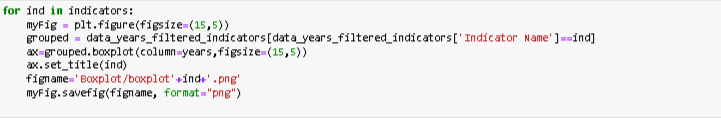 for ind in indicators:
    myFig = plt.figure(figsize=(15,5))
    grouped = data_years_filtered_indicators[data_years_filtered_indicators['Indicator Name']==ind]
    ax=grouped.boxplot(column=years,figsize=(15,5))
    ax.set_title(ind)
    figname='Boxplot/boxplot'+ind+'.png'
    myFig.savefig(figname, format="png")